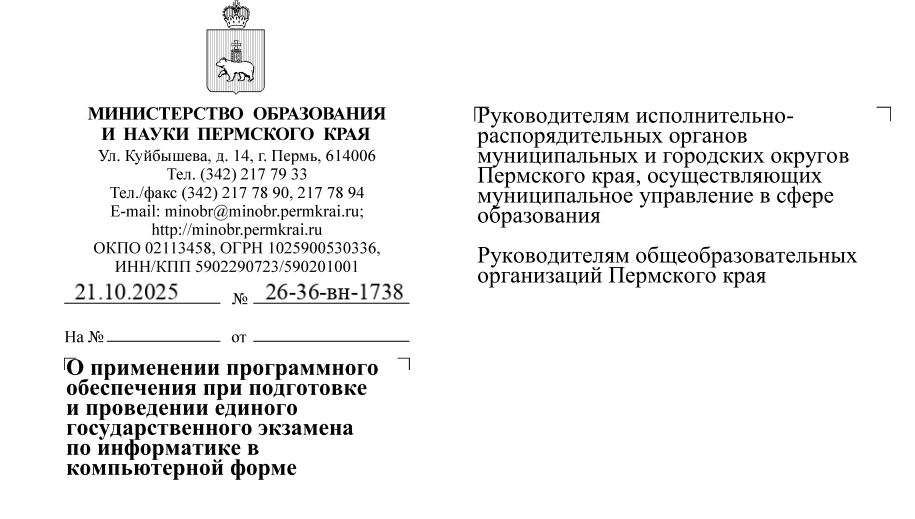 МИНИСТЕРСТВО ОБРАЗОВАНИЯ
И НАУКИ ПЕРМСКОГО КРАЯ
Ул. Куйбышева, д. 14, г. Пермь, 614006
Тел. (342) 217 79 33
Тел./факс (342) 217 78 90, 217 78 94
E-mail: minobr@minobr.permkrai.ru;
http://minobr.permkrai.ru
ОКПО 02113458, ОГРН 1025900530336,
ИНН/КПП 5902290723/590201001
21.10.2025 № 26-36-вн-1738
На № от
О применении программного
обеспечения при подготовке
и проведении единого
государственного экзамена
по информатике в
компьютерной форме
Руководителям исполнительно-
распорядительных органов
муниципальных и городских округов
Пермского края, осуществляющих
муниципальное управление в сфере
образования
Руководителям общеобразовательных
организаций Пермского края